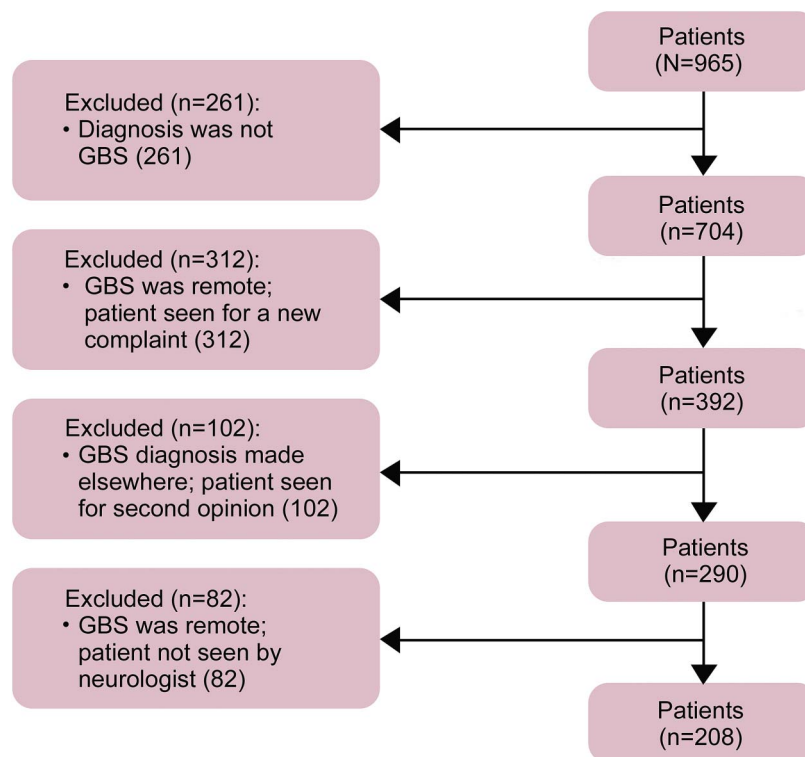 Patients
(N=965)
Excluded (n=261):
• Diagnosis was not
GBS (261)
Patients
(n=704)
Excluded (n=312):
• GBS was remote;
patient seen for a new
complaint (312)
Patients
(n=392)
Excluded (n=102):
• GBS diagnosis made
elsewhere; patient seen
for second opinion (102)
Patients
(n=290)
Excluded (n=82):
• GBS was remote;
patient not seen by
neurologist (82)
Patients
(n=208)